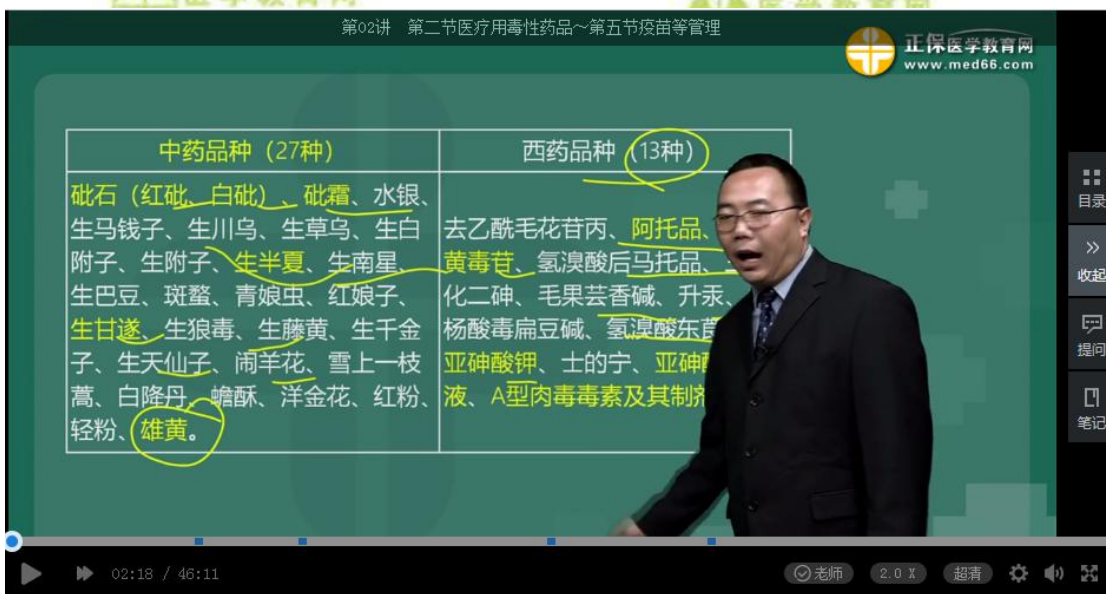 医学教育网
医学教育网
第02讲 第二节医疗用毒性药品～第五节疫苗等管理
正保医学教育网
www.med66.com
中药品种（27种）
西药品种（13种）
砒石（红砒、白砒）、砒霜、水银、
生马钱子、生川乌、生草乌、生白
附子、生附子、生半夏、生南星、
生巴豆、斑蝥、青娘虫、红娘子、
生甘遂、生狼毒、生藤黄、生千金
子、生天仙子、闹羊花、雪上一枝
蒿、白降丹、蟾酥、洋金花、红粉、
轻粉、雄黄。
去乙酰毛花苷丙、阿托品、
黄毒苷、氢溴酸后马托品、
化二砷、毛果芸香碱、升汞、
杨酸毒扁豆碱、氢溴酸东莨
亚砷酸钾、士的宁、亚砷
液、A型肉毒毒素及其制剂
目录
收起
提问
笔记
02:18 / 46:11
老师
2.0 X
超清